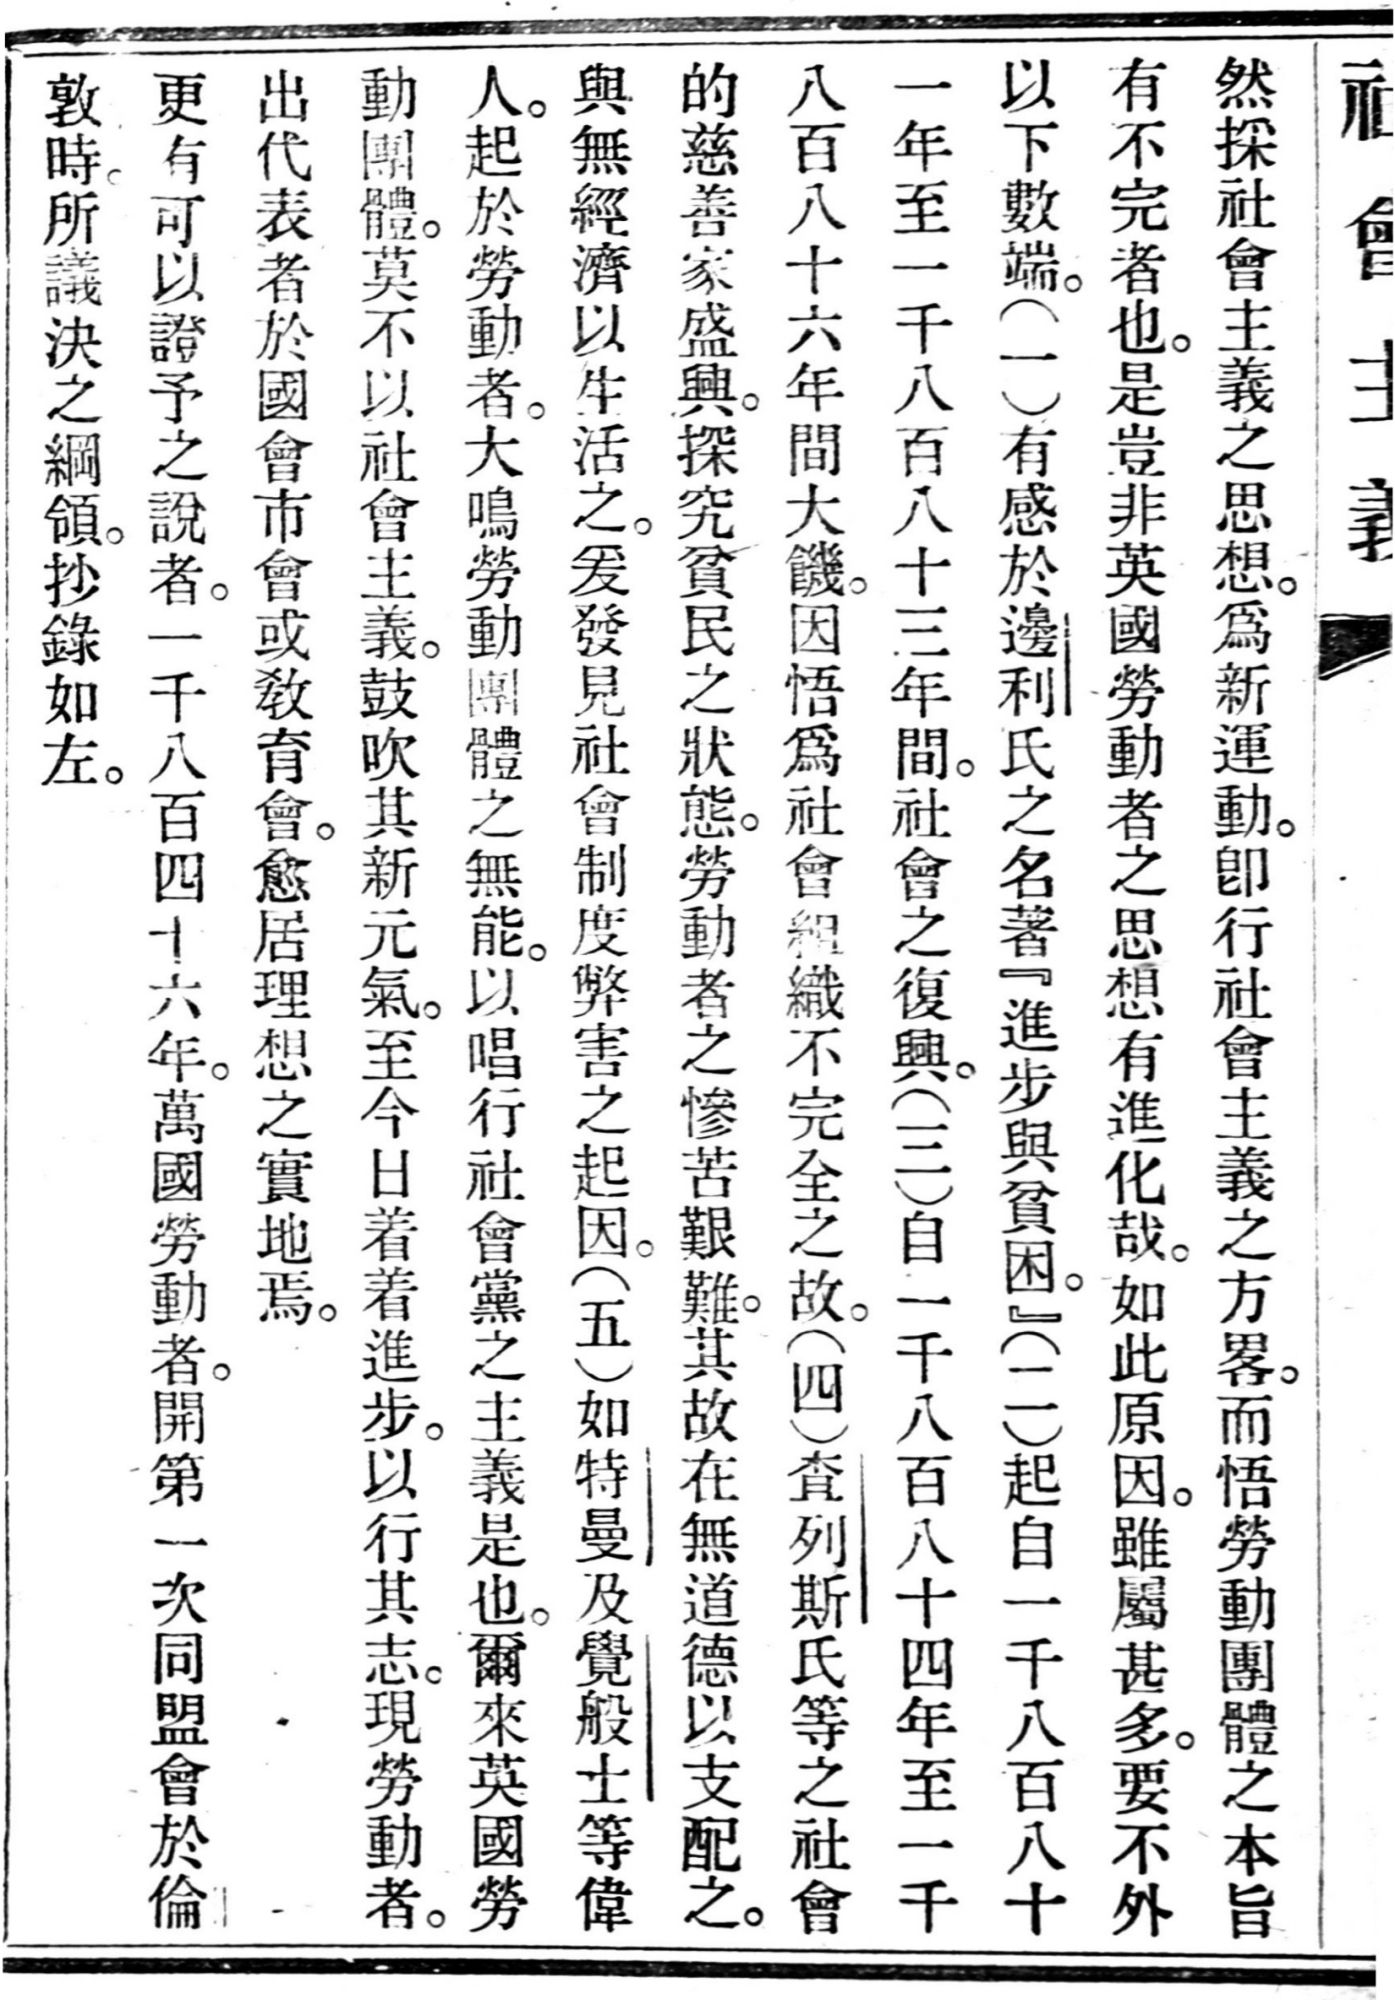 社會主義
然採社會主義之思想。爲新運動。卽行社會主義之方畧。而悟勞動團體之本旨
有不完者也。是豈非英國勞動者之思想有進化哉。如此原因。雖屬甚多。要不外
以下數端。（一）有感於邊利氏之名著『進步與貧困。』（二）起自一千八百八十
一年至一千八百八十三年間。社會之復興。（三）自一千八百八十四年至一千
八百八十六年間大饑。因悟爲社會組織不完全之故。（四）査列斯氏等之社會
的慈善家盛興。探究貧民之狀態。勞動者之慘苦艱難。其故在無道德以支配之。
與無經濟以生活之。爰發見社會制度弊害之起因。（五）如特曼及覺般士等偉
人。起於勞動者。大鳴勞動團體之無能。以唱行社會黨之主義是也。爾來英國勞
動團體。莫不以社會主義。鼓吹其新元氣。至今日着着進步。以行其志。現勞動者。
出代表者於國會市會或敎育會。愈居理想之實地焉。
更有可以證予之說者。一千八百四十六年。萬國勞動者。開第一次同盟會於倫
敦時。所議決之綱領。抄錄如左。